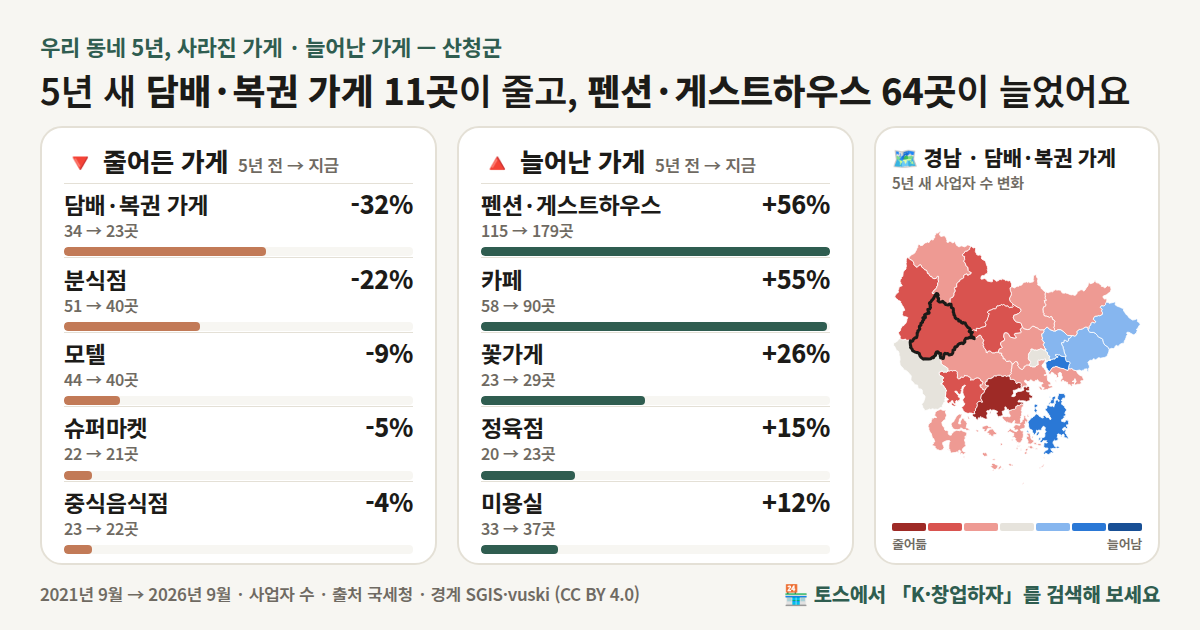 우리 동네 5년, 사라진 가게 · 늘어난 가게 — 산청군
5년 새 담배·복권 가게 11곳이 줄고, 펜션·게스트하우스 64곳이 늘었어요
줄어든 가게 5년 전 → 지금
담배·복권 가게 -32%
34 → 23곳
분식점 -22%
51 → 40곳
모텔 -9%
44 → 40곳
슈퍼마켓 -5%
22 → 21곳
중식음식점 -4%
23 → 22곳
늘어난 가게 5년 전 → 지금
펜션·게스트하우스 +56%
115 → 179곳
카페 +55%
58 → 90곳
꽃가게 +26%
23 → 29곳
정육점 +15%
20 → 23곳
미용실 +12%
33 → 37곳
경남 · 담배·복권 가게
5년 새 사업자 수 변화
줄어듦 늘어남
2021년 9월 → 2026년 9월 · 사업자 수 · 출처 국세청 · 경계 SGIS·vuski (CC BY 4.0)
토스에서 「K·창업하자」를 검색해 보세요